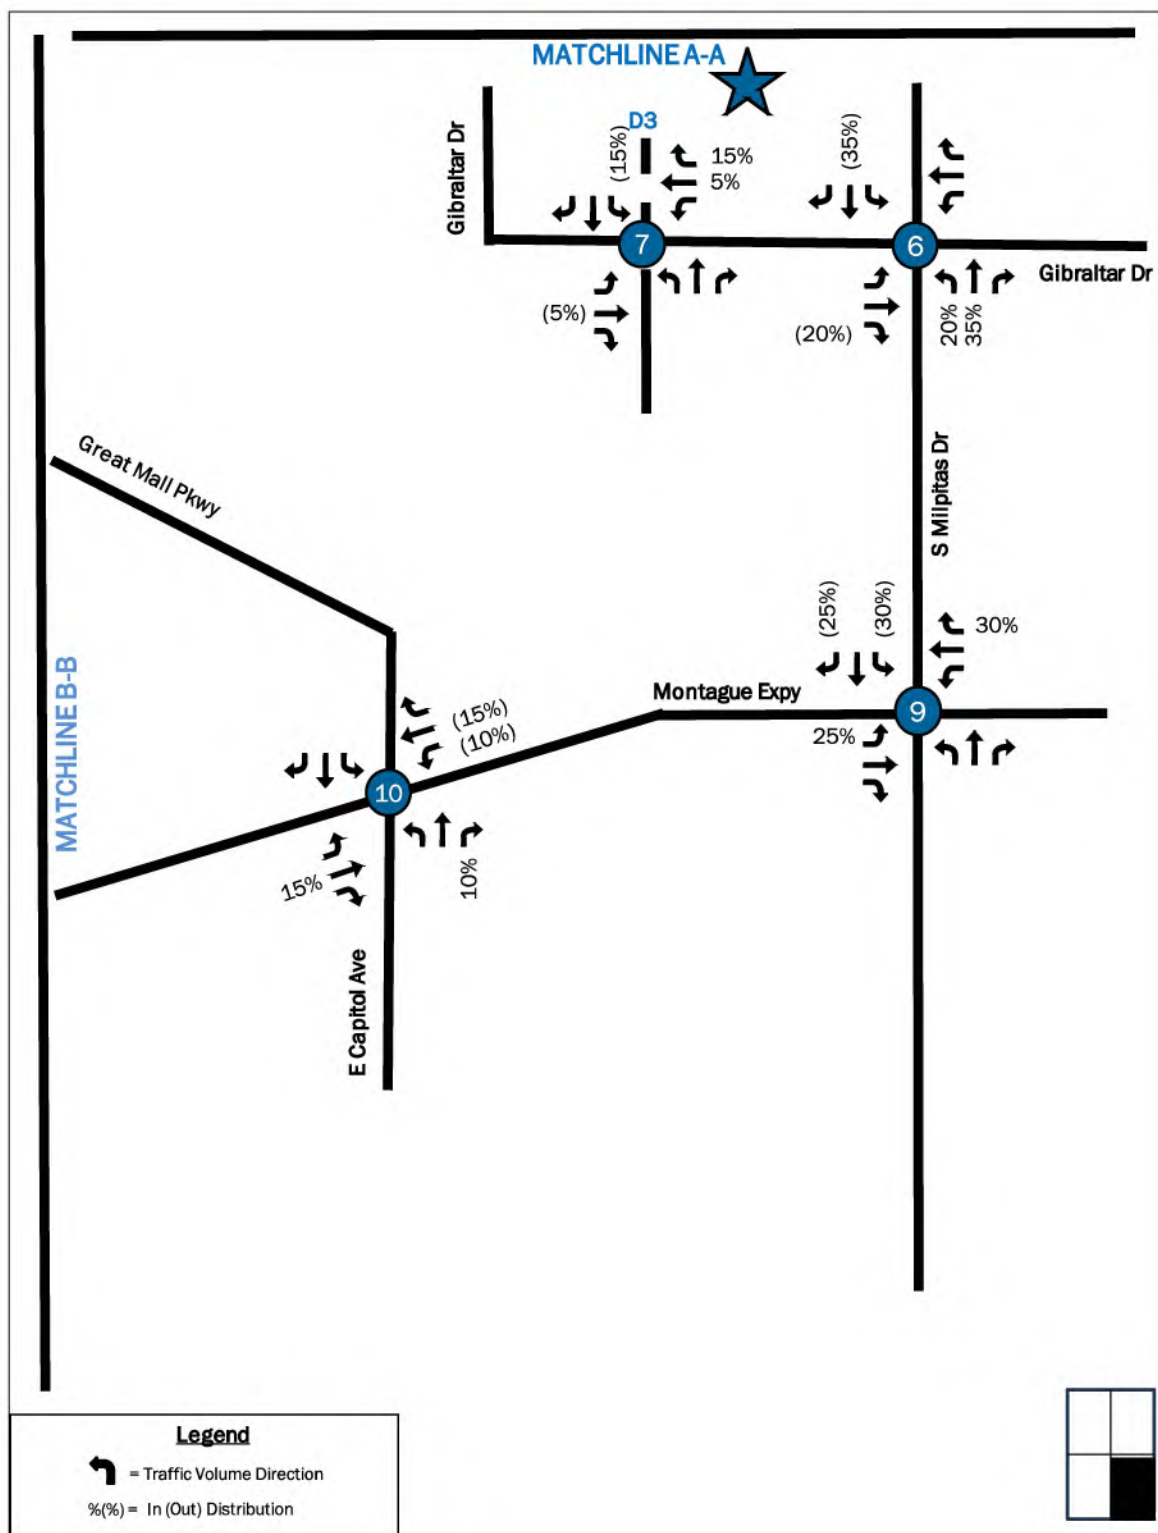 MATCHLINE A-A
Gibraltar Dr
D3
(15%)
15%
5%
(35%)
7
6
Gibraltar Dr
(5%)
(20%)
20%
35%
Great Mall Pkwy
S Milpitas Dr
(25%)
(30%)
30%
MATCHLINE B-B
Montague Expy
9
(15%)
(10%)
25%
10
15%
10%
E Capitol Ave
Legend
= Traffic Volume Direction
%(%) = In (Out) Distribution